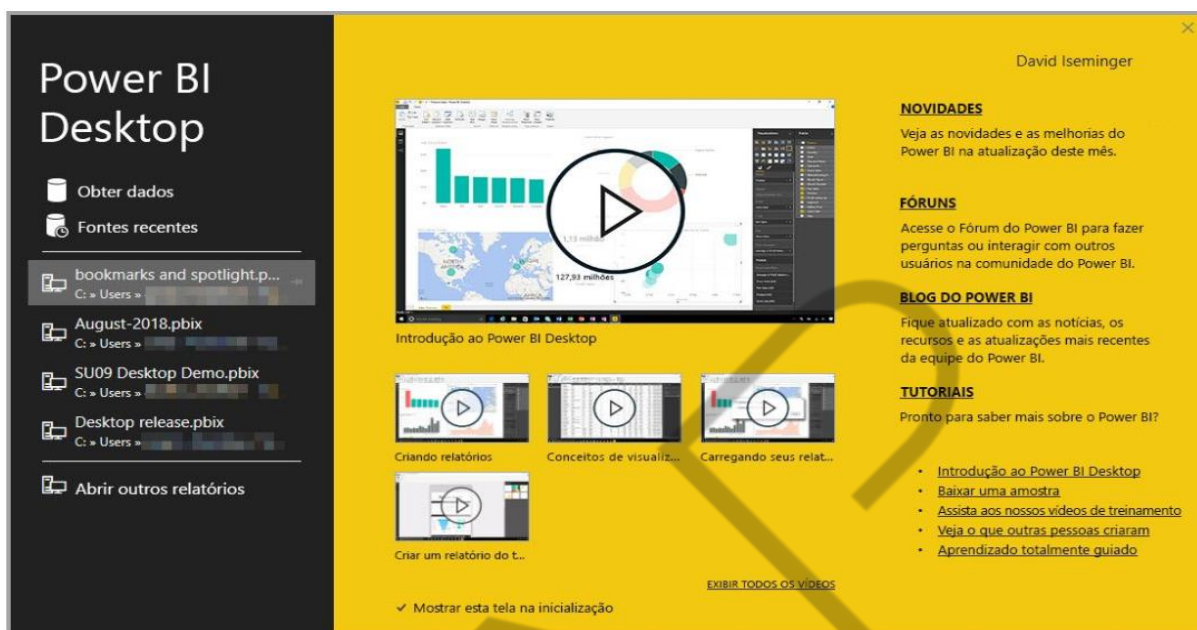 Power BI
Desktop
Obter dados
Fontes recentes
bookmarks and spotlight.p...
C: » Users »
August-2018.pbix
C: » Users »
SU09 Desktop Demo.pbix
C: » Users »
Desktop release.pbix
C: » Users »
Abrir outros relatórios
1,13 milhão
127,93 milhões
Introdução ao Power BI Desktop
Criando relatórios
Conceitos de visualiz...
Carregando seus relat...
Criar um relatório do t...
EXIBIR TODOS OS VÍDEOS
Mostrar esta tela na inicialização
David Iseminger
NOVIDADES
Veja as novidades e as melhorias do
Power BI na atualização deste mês.
FÓRUNS
Acesse o Fórum do Power BI para fazer
perguntas ou interagir com outros
usuários na comunidade do Power BI.
BLOG DO POWER BI
Fique atualizado com as notícias, os
recursos e as atualizações mais recentes
da equipe do Power BI.
TUTORIAIS
Pronto para saber mais sobre o Power BI?
• Introdução ao Power BI Desktop
• Baixar uma amostra
• Assista aos nossos vídeos de treinamento
• Veja o que outras pessoas criaram
• Aprendizado totalmente guiado